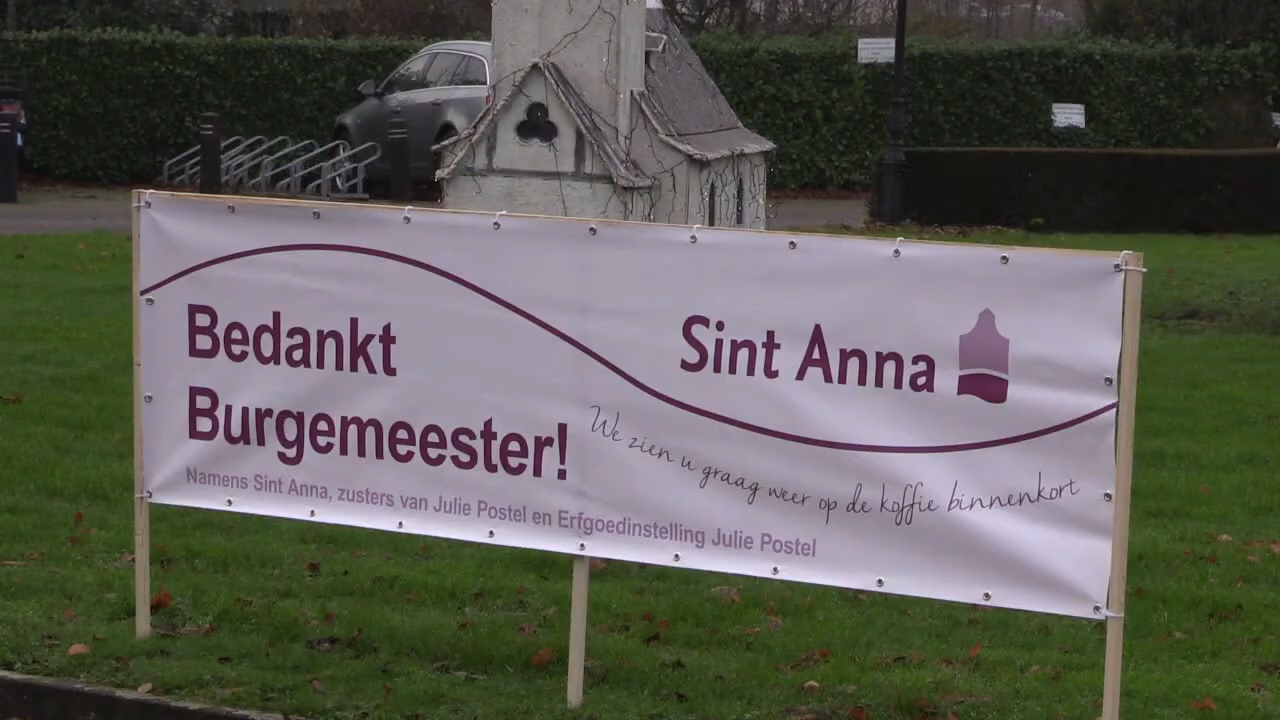 Bedankt
Burgemeester!
Namens Sint Anna, zusters van Julie Postel en Erfgoedinstelling Julie Postel
Sint Anna
We zien u graag weer op de koffie binnenkort